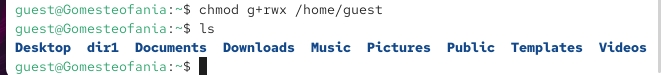 guest@Gomesteofania:~$ chmod g+rwx /home/guest
guest@Gomesteofania:~$ ls
Desktop  dir1  Documents  Downloads  Music  Pictures  Public  Templates  Videos
guest@Gomesteofania:~$